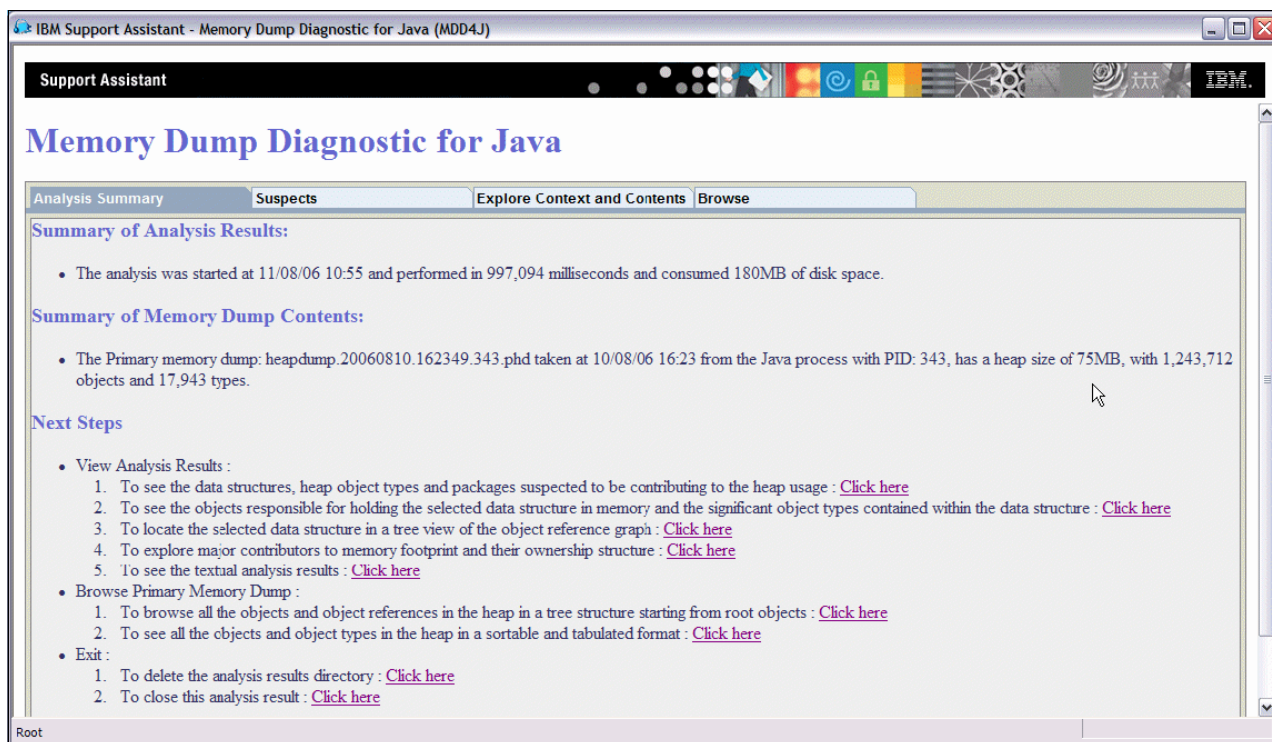 IBM Support Assistant - Memory Dump Diagnostic for Java (MDD4J)
Support Assistant
IBM.
Memory Dump Diagnostic for Java
Analysis Summary Suspects Explore Context and Contents Browse
Summary of Analysis Results:
• The analysis was started at 11/08/06 10:55 and performed in 997,094 milliseconds and consumed 180MB of disk space.
Summary of Memory Dump Contents:
• The Primary memory dump: heapdump.20060810.162349.343.phd taken at 10/08/06 16:23 from the Java process with PID: 343, has a heap size of 75MB, with 1,243,712
objects and 17,943 types.
Next Steps
• View Analysis Results :
1. To see the data structures, heap object types and packages suspected to be contributing to the heap usage : Click here
2. To see the objects responsible for holding the selected data structure in memory and the significant object types contained within the data structure : Click here
3. To locate the selected data structure in a tree view of the object reference graph : Click here
4. To explore major contributors to memory footprint and their ownership structure : Click here
5. To see the textual analysis results : Click here
• Browse Primary Memory Dump :
1. To browse all the objects and object references in the heap in a tree structure starting from root objects : Click here
2. To see all the objects and object types in the heap in a sortable and tabulated format : Click here
• Exit :
1. To delete the analysis results directory : Click here
2. To close this analysis result : Click here
Root